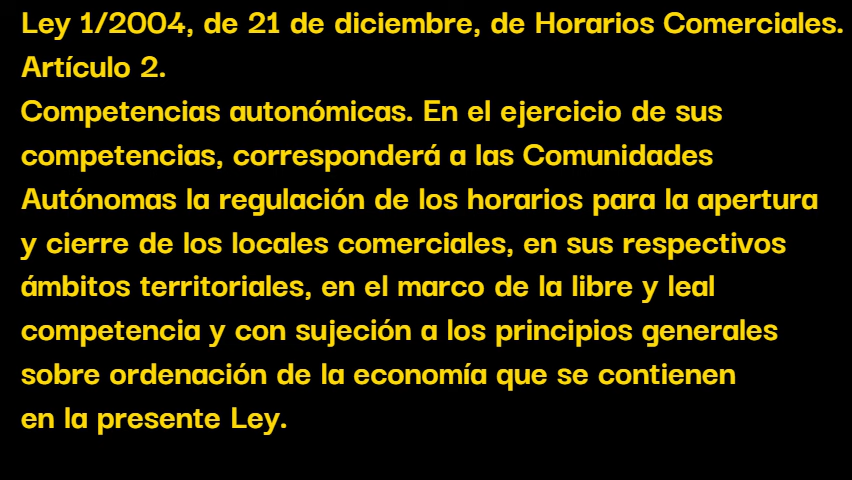 Ley 1/2004, de 21 de diciembre, de Horarios Comerciales.
Artículo 2.
Competencias autonómicas. En el ejercicio de sus
competencias, corresponderá a las Comunidades
Autónomas la regulación de los horarios para la apertura
y cierre de los locales comerciales, en sus respectivos
ámbitos territoriales, en el marco de la libre y leal
competencia y con sujeción a los principios generales
sobre ordenación de la economía que se contienen
en la presente Ley.